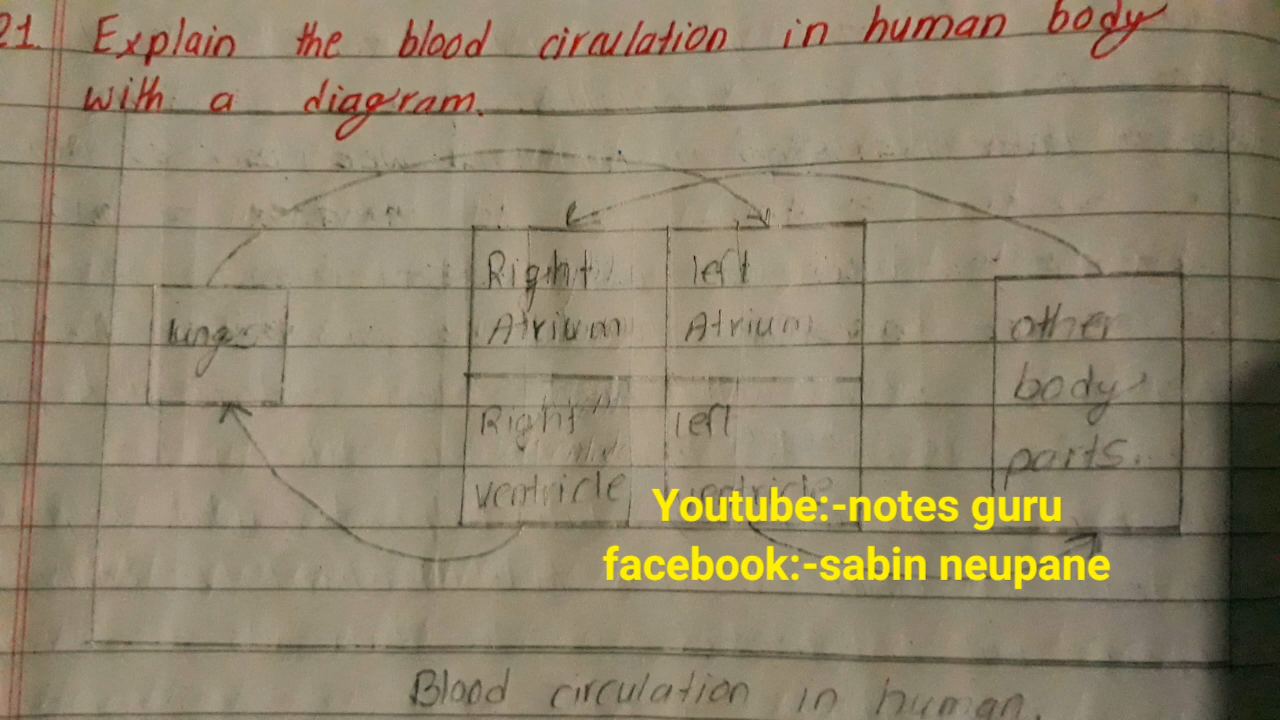 21. Explain the blood circulation in human body
with a diagram.
Right
Atrium
left
Atrium
lungs
other
body
parts.
Right
ventricle
left
ventricle
Youtube:-notes guru
facebook:-sabin neupane
Blood circulation in human.